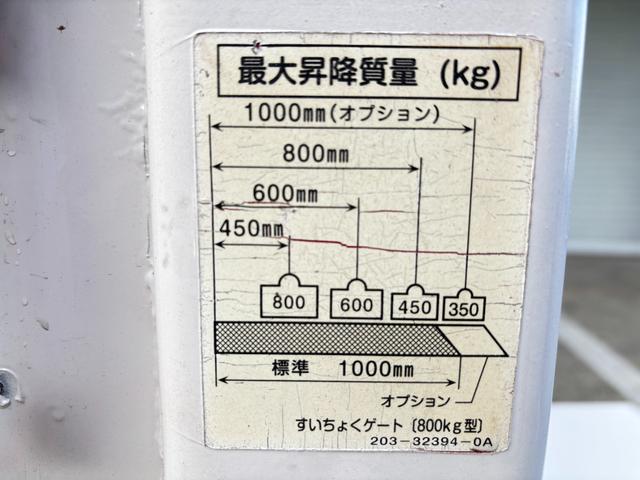 最大昇降質量 (kg)
1000mm(オプション)
800mm
600mm
450mm
800 600 450 350
標準 1000mm
オプション
すいちょくゲート〔800kg型〕
203-32394-0A